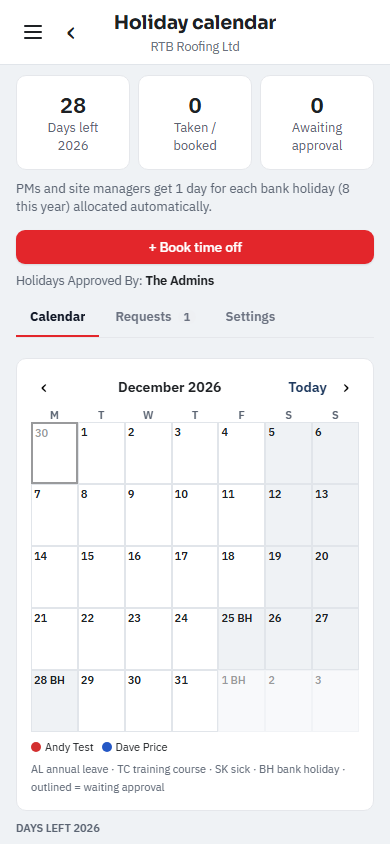 Holiday calendar
RTB Roofing Ltd
28
Days left
2026
0
Taken /
booked
0
Awaiting
approval
PMs and site managers get 1 day for each bank holiday (8
this year) allocated automatically.
+ Book time off
Holidays Approved By: The Admins
Calendar Requests 1 Settings
December 2026 Today
M T W T F S S
30 1 2 3 4 5 6
7 8 9 10 11 12 13
14 15 16 17 18 19 20
21 22 23 24 25 BH 26 27
28 BH 29 30 31 1 BH 2 3
Andy Test Dave Price
AL annual leave · TC training course · SK sick · BH bank holiday ·
outlined = waiting approval
DAYS LEFT 2026